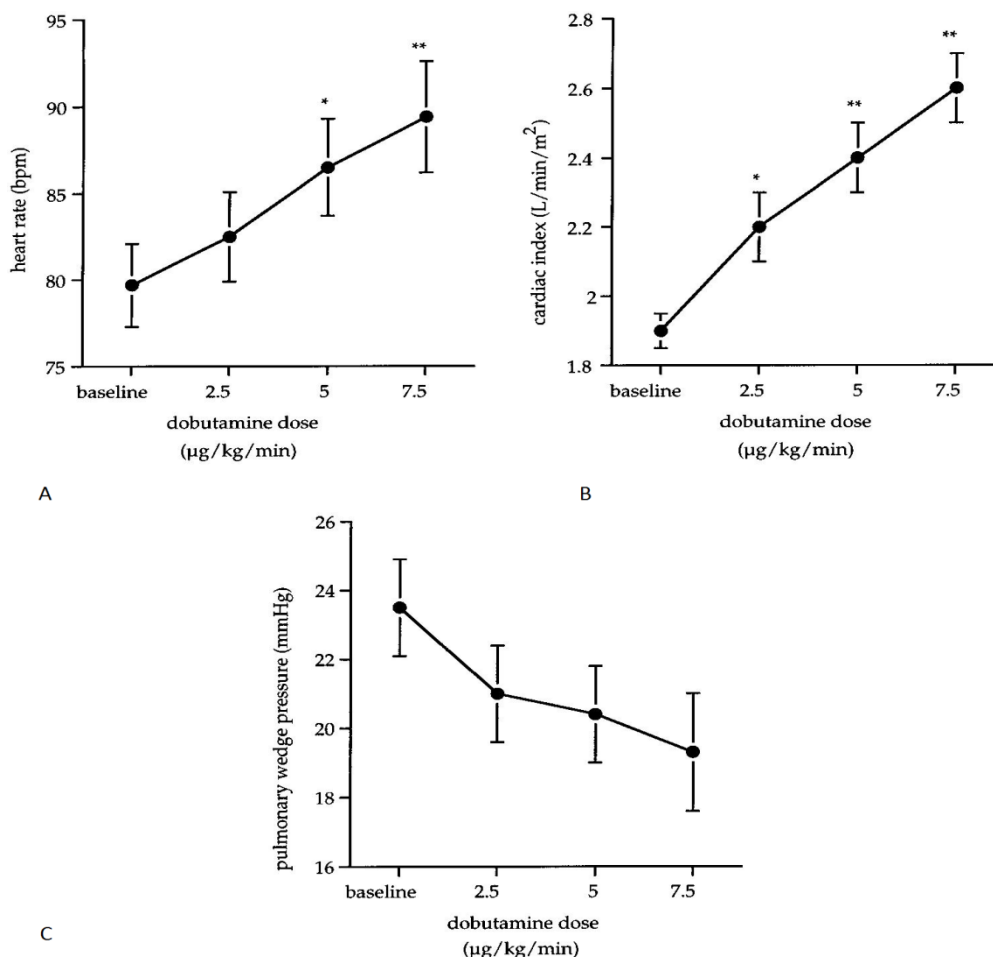 95
90
85
80
75
heart rate (bpm)
*
**
baseline
2.5
5
7.5
dobutamine dose
(µg/kg/min)
A
3
2.8
2.6
2.4
2.2
2
1.8
cardiac index (L/min/m²)
*
**
**
baseline
2.5
5
7.5
dobutamine dose
(µg/kg/min)
B
26
24
22
20
18
16
pulmonary wedge pressure (mmHg)
baseline
2.5
5
7.5
dobutamine dose
(µg/kg/min)
C